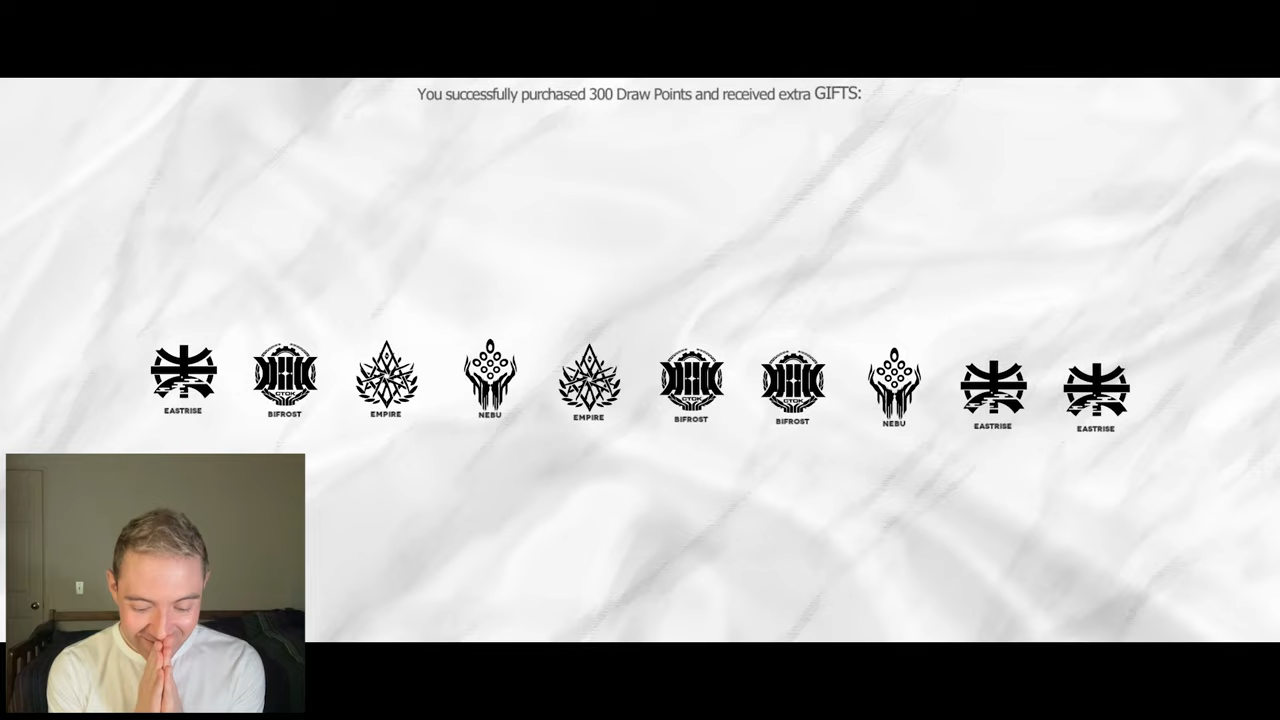 You successfully purchased 300 Draw Points and received extra GIFTS:
EASTRISE
BIFROST
EMPIRE
NEBU
EMPIRE
BIFROST
BIFROST
NEBU
EASTRISE
EASTRISE